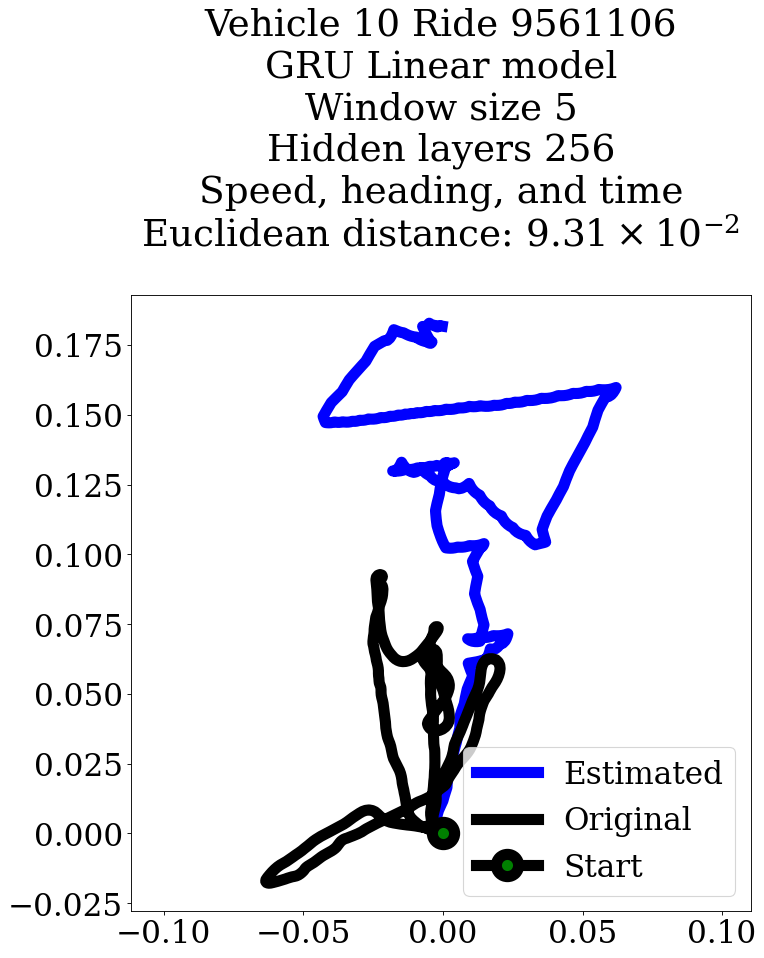 Vehicle 10 Ride 9561106
GRU Linear model
Window size 5
Hidden layers 256
Speed, heading, and time
Euclidean distance: 9.31 × 10⁻²
0.175
0.150
0.125
0.100
0.075
0.050
0.025
0.000
−0.025
−0.10 −0.05 0.00 0.05 0.10
Estimated
Original
Start